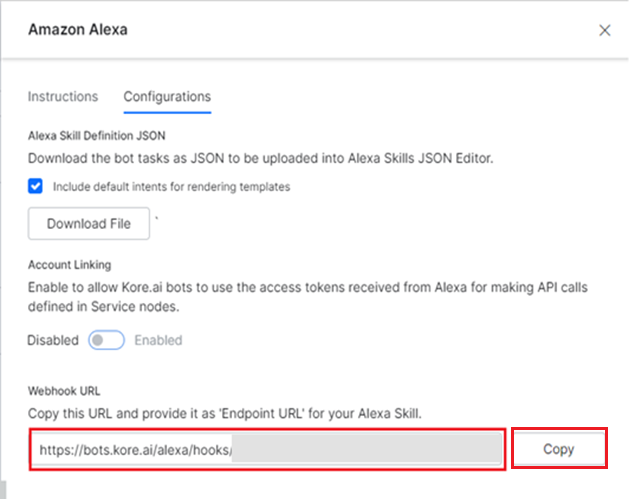 Amazon Alexa
Instructions Configurations
Alexa Skill Definition JSON
Download the bot tasks as JSON to be uploaded into Alexa Skills JSON Editor.
Include default intents for rendering templates
Download File `
Account Linking
Enable to allow Kore.ai bots to use the access tokens received from Alexa for making API calls
defined in Service nodes.
Disabled Enabled
Webhook URL
Copy this URL and provide it as 'Endpoint URL' for your Alexa Skill.
https://bots.kore.ai/alexa/hooks/ Copy